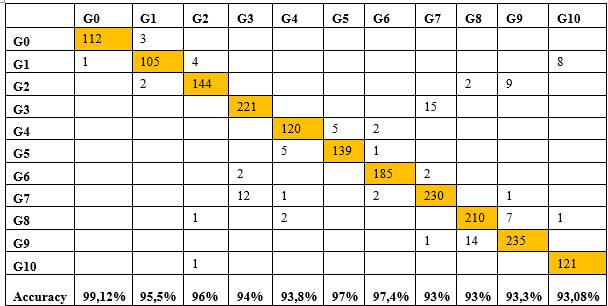 G0 G1 G2 G3 G4 G5 G6 G7 G8 G9 G10
G0 112 3
G1 1 105 4 8
G2 2 144 2 9
G3 221 15
G4 120 5 2
G5 5 139 1
G6 2 185 2
G7 12 1 2 230 1
G8 1 2 210 7 1
G9 1 14 235
G10 1 121
Accuracy 99,12% 95,5% 96% 94% 93,8% 97% 97,4% 93% 93% 93,3% 93,08%